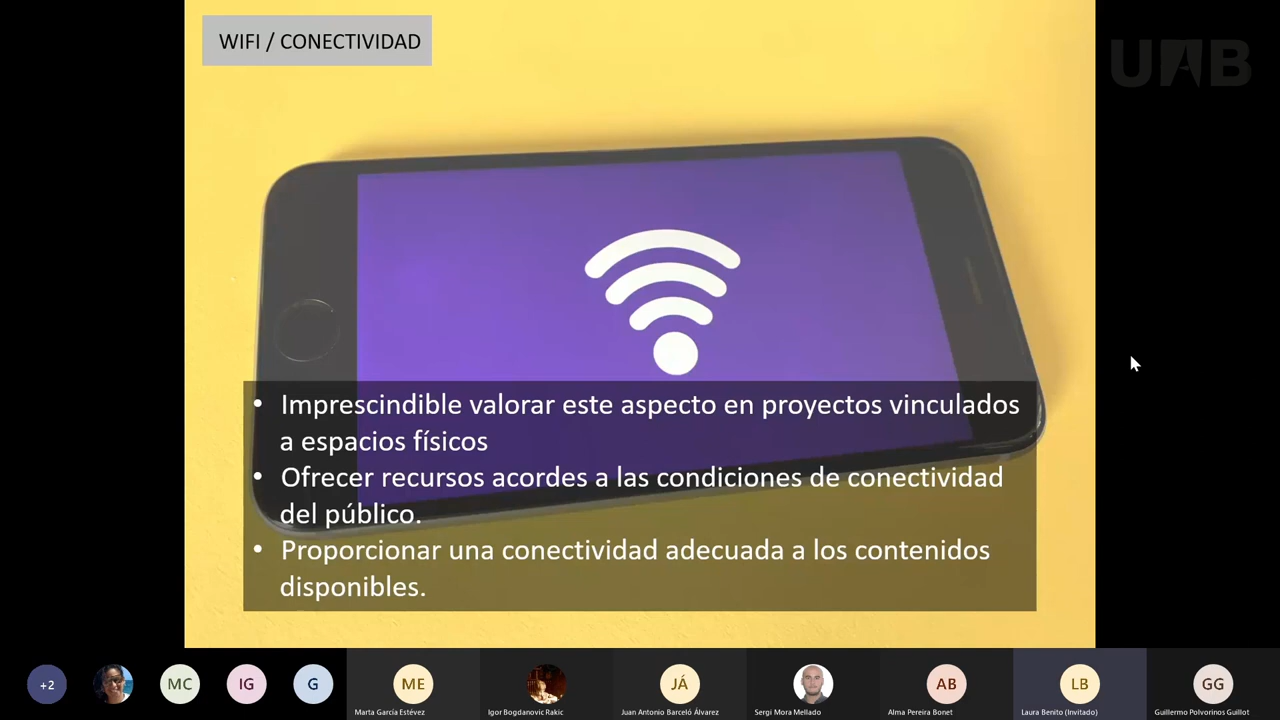 WIFI / CONECTIVIDAD
UAB
• Imprescindible valorar este aspecto en proyectos vinculados
a espacios físicos
• Ofrecer recursos acordes a las condiciones de conectividad
del público.
• Proporcionar una conectividad adecuada a los contenidos
disponibles.
+2
MC
IG
G
ME
JÁ
AB
LB
GG
Marta García Estévez
Igor Bogdanovic Rakic
Juan Antonio Barceló Álvarez
Sergi Mora Mellado
Alma Pereira Bonet
Laura Benito (Invitado)
Guillermo Polvorinos Guillot